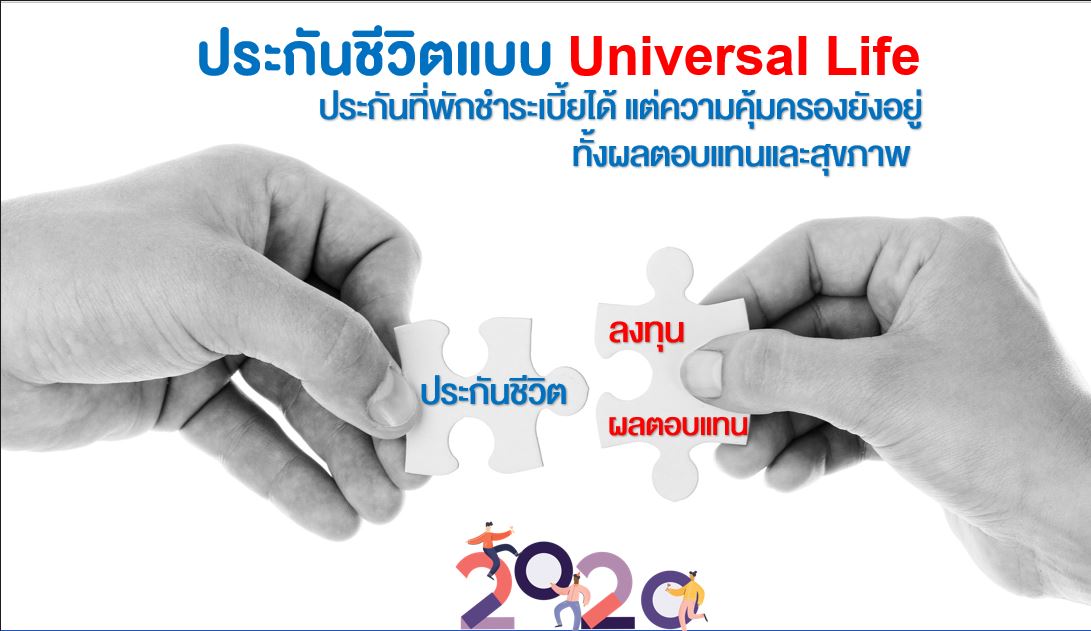 ประกันชีวิตแบบ Universal Life
ประกันที่พักชำระเบี้ยได้ แต่ความคุ้มครองยังอยู่
ทั้งผลตอบแทนและสุขภาพ
ลงทุน
ประกันชีวิต
ผลตอบแทน
2020